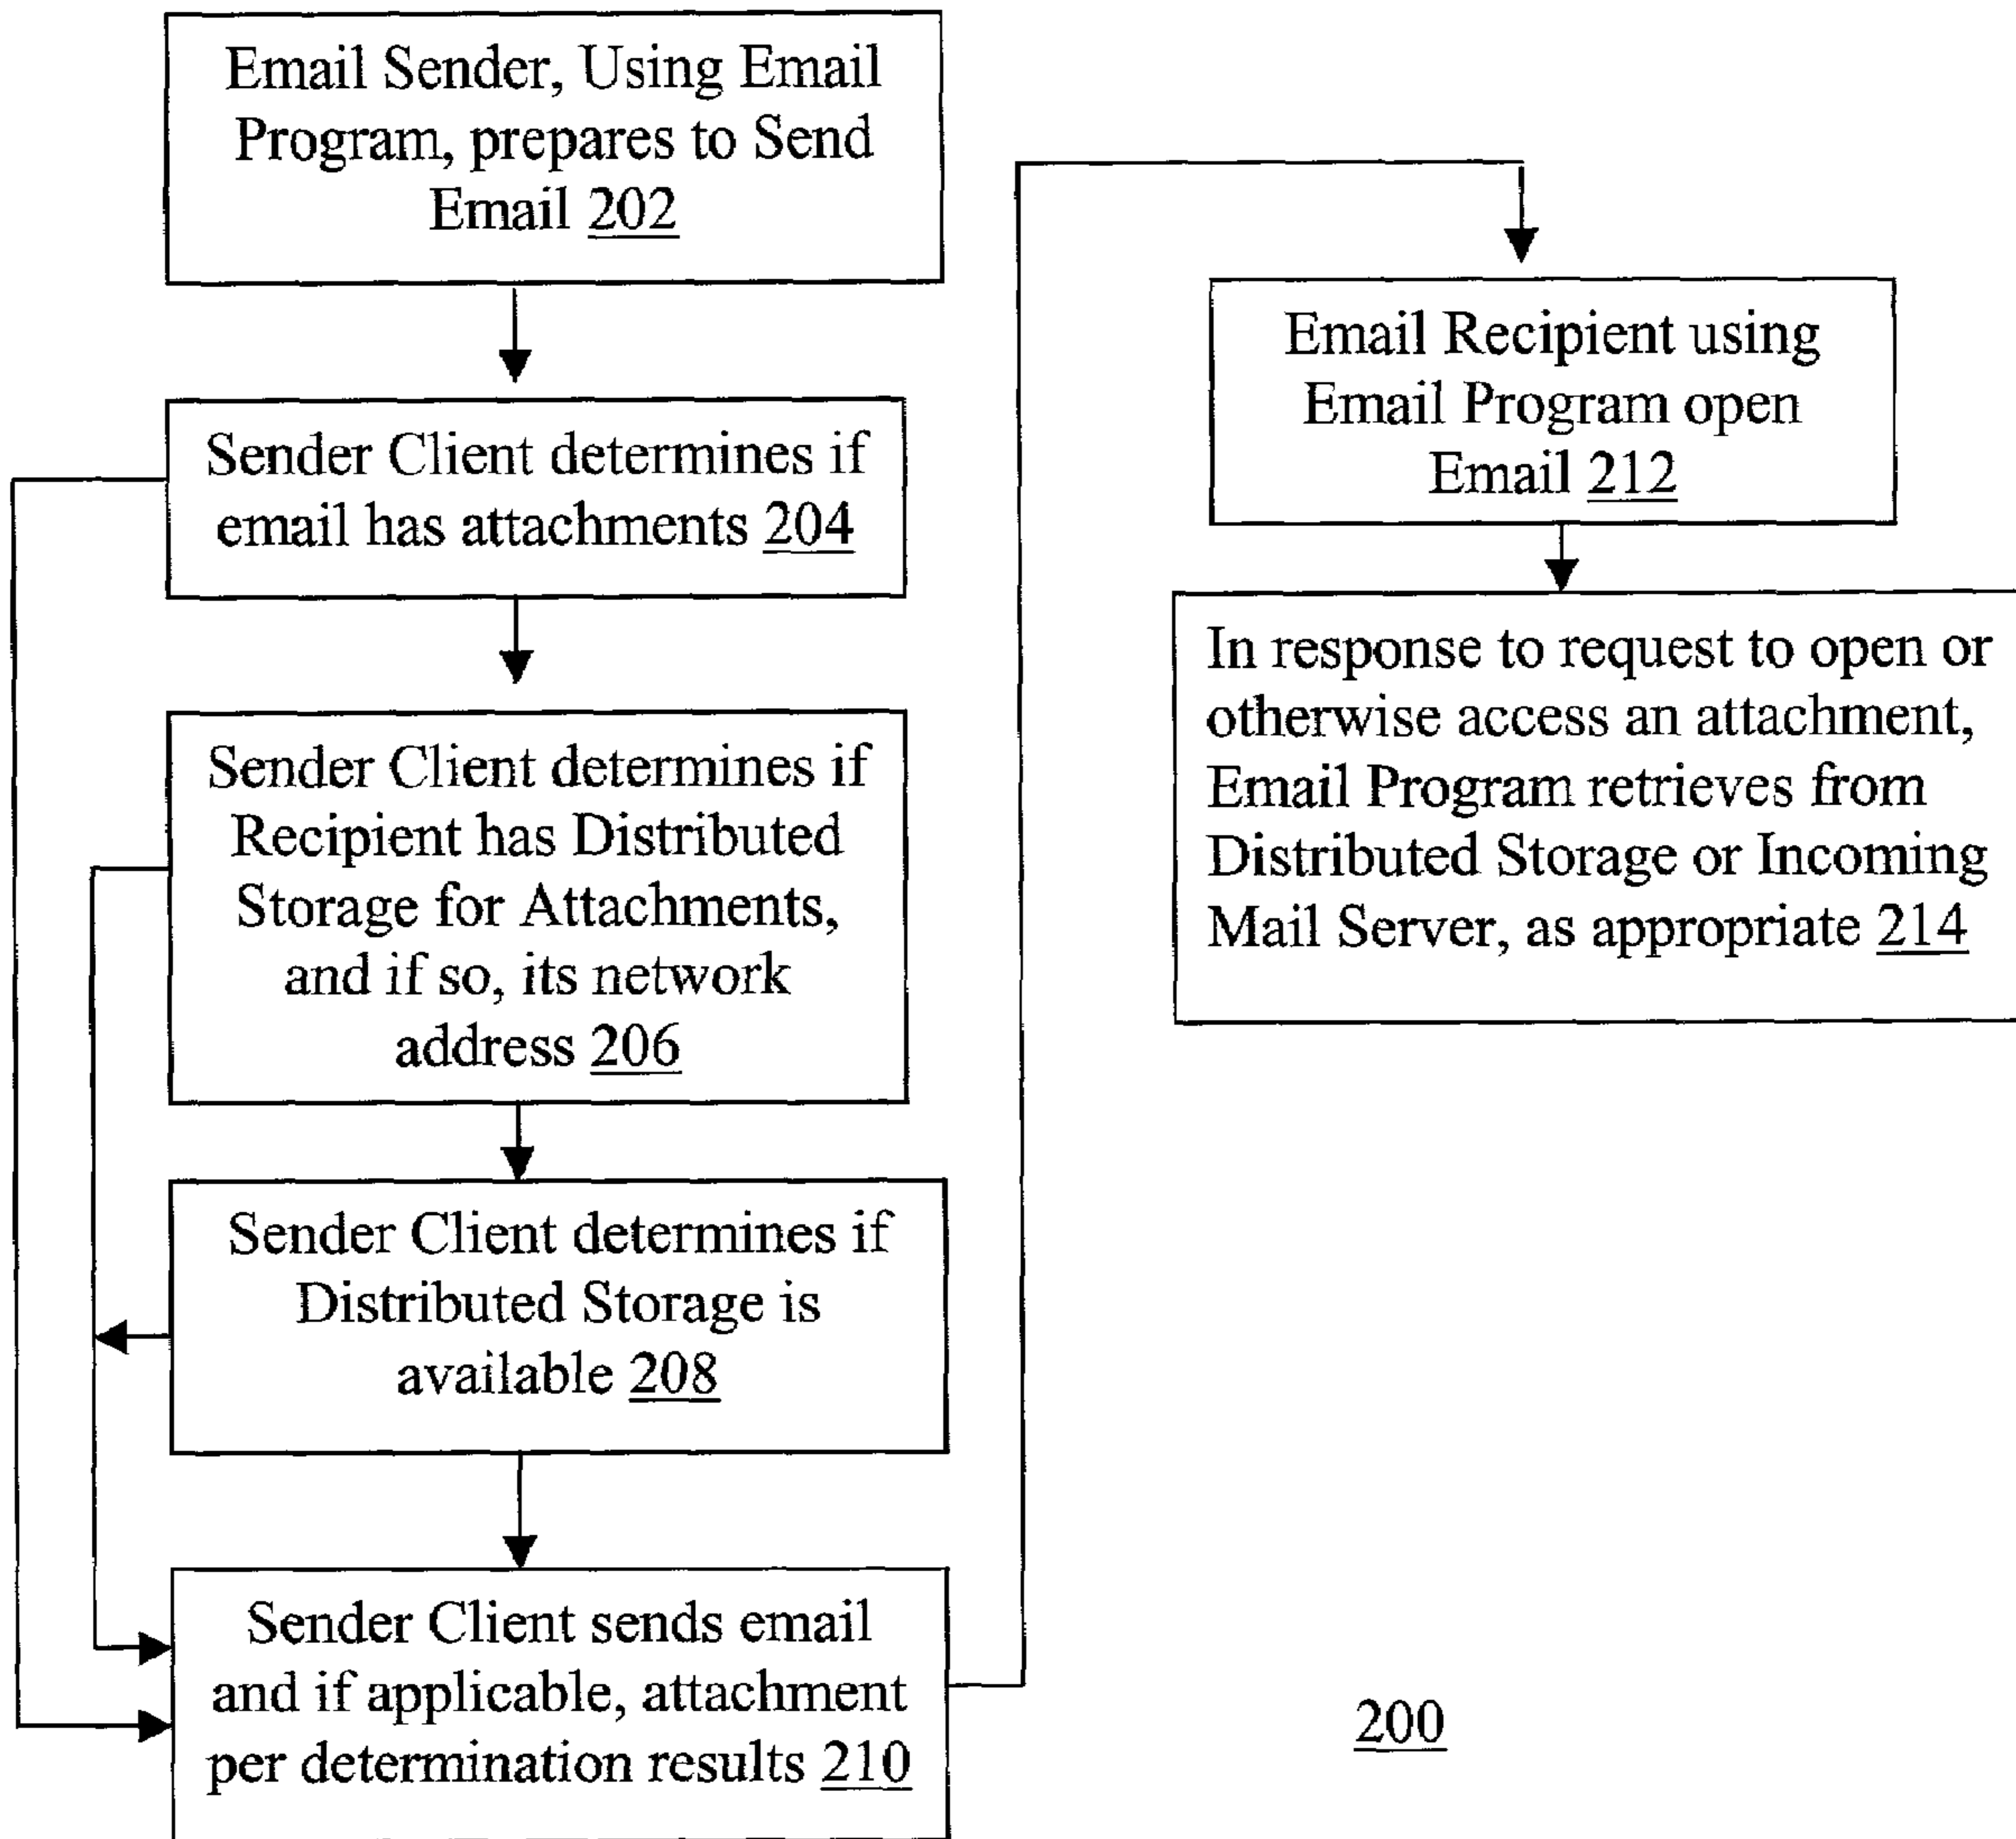 Email Sender, Using Email
Program, prepares to Send
Email 202
Sender Client determines if
email has attachments 204
Sender Client determines if
Recipient has Distributed
Storage for Attachments,
and if so, its network
address 206
Sender Client determines if
Distributed Storage is
available 208
Sender Client sends email
and if applicable, attachment
per determination results 210
Email Recipient using
Email Program open
Email 212
In response to request to open or
otherwise access an attachment,
Email Program retrieves from
Distributed Storage or Incoming
Mail Server, as appropriate 214
200